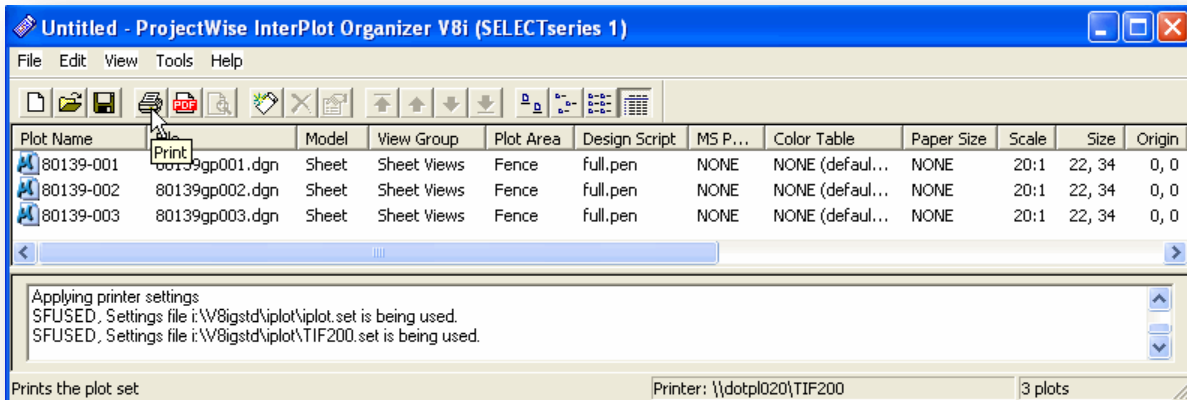 Untitled - ProjectWise InterPlot Organizer V8i (SELECTseries 1)
File Edit View Tools Help
PDF
Plot Name Model View Group Plot Area Design Script MS P... Color Table Paper Size Scale Size Origin
Print
80139-001 80139gp001.dgn Sheet Sheet Views Fence full.pen NONE NONE (defaul... NONE 20:1 22, 34 0, 0
80139-002 80139gp002.dgn Sheet Sheet Views Fence full.pen NONE NONE (defaul... NONE 20:1 22, 34 0, 0
80139-003 80139gp003.dgn Sheet Sheet Views Fence full.pen NONE NONE (defaul... NONE 20:1 22, 34 0, 0
Applying printer settings
SFUSED, Settings file i:\V8igstd\iplot\iplot.set is being used.
SFUSED, Settings file i:\V8igstd\iplot\TIF200.set is being used.
Prints the plot set Printer: \\dotpl020\TIF200 3 plots